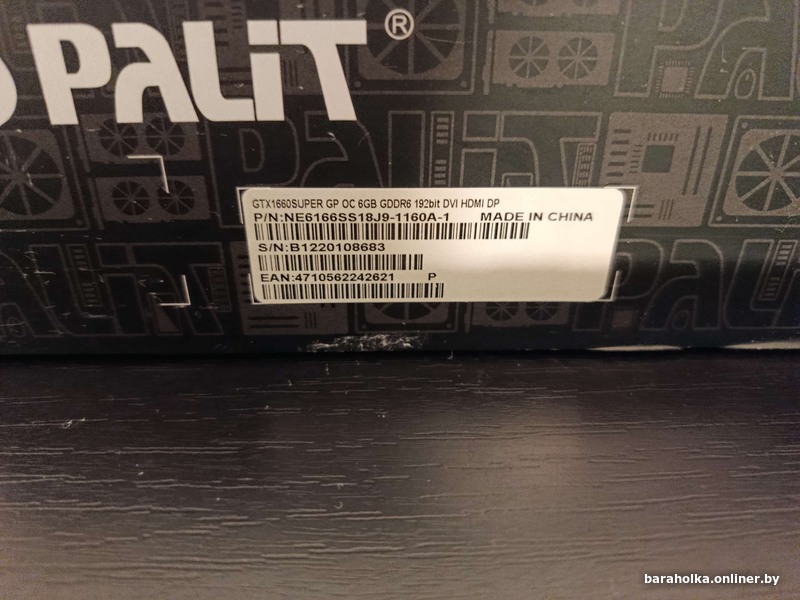 PALiT®
GTX1660SUPER GP OC 6GB GDDR6 192bit DVI HDMI DP
P/N:NE6166SS18J9-1160A-1 MADE IN CHINA
S/N:B1220108683
EAN:4710562242621 P
baraholka.onliner.by